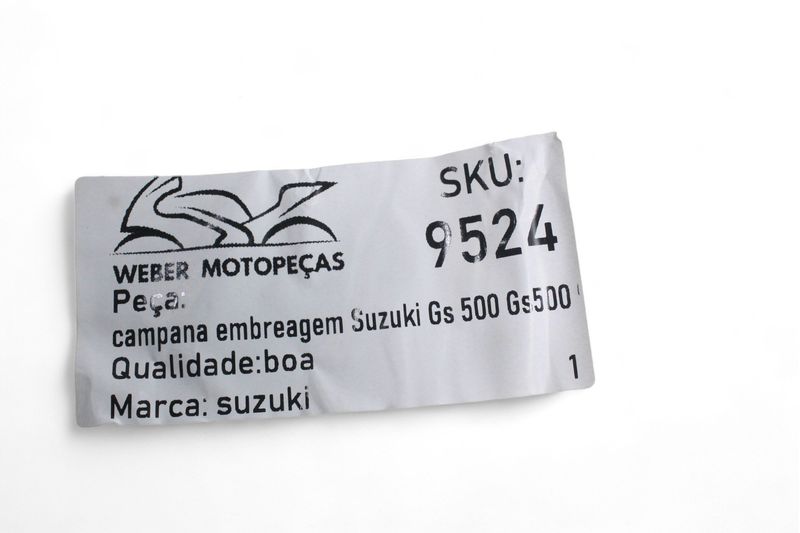 WEBER MOTOPEÇAS
SKU:
9524
Peça:
campana embreagem Suzuki Gs 500 Gs500
Qualidade:boa
1
Marca: suzuki